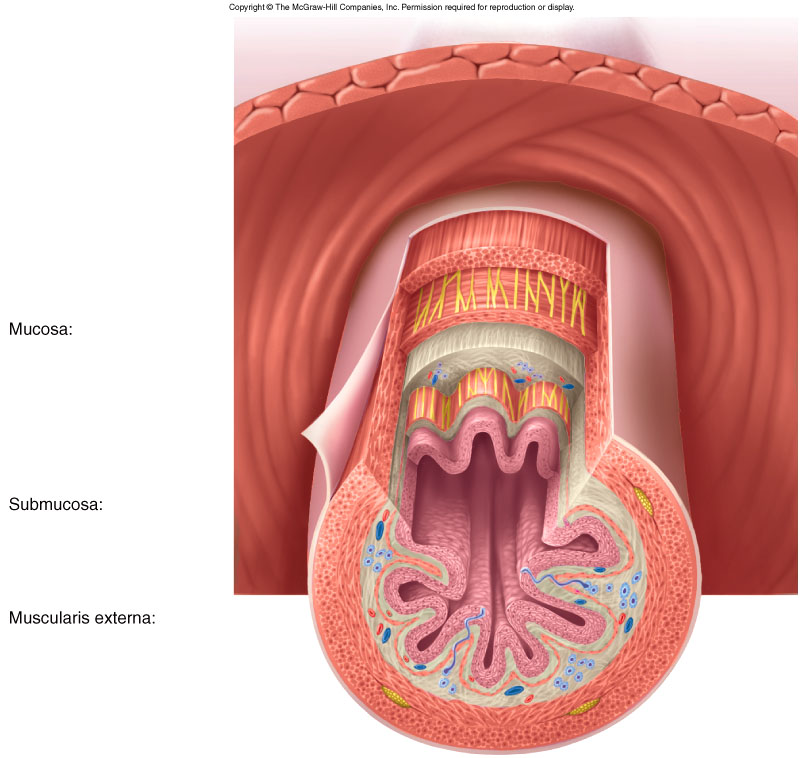 Copyright © The McGraw-Hill Companies, Inc. Permission required for reproduction or display.
Mucosa:
Submucosa:
Muscularis externa: